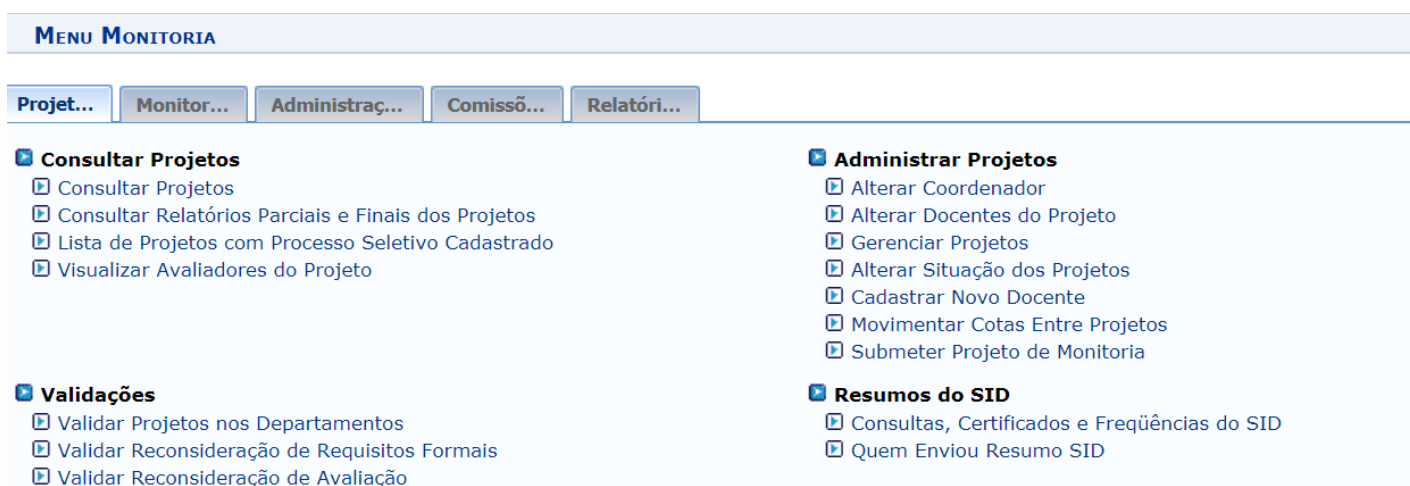 MENU MONITORIA
Projet...
Monitor...
Administraç...
Comissõ...
Relatóri...
Consultar Projetos
Consultar Projetos
Consultar Relatórios Parciais e Finais dos Projetos
Lista de Projetos com Processo Seletivo Cadastrado
Visualizar Avaliadores do Projeto
Administrar Projetos
Alterar Coordenador
Alterar Docentes do Projeto
Gerenciar Projetos
Alterar Situação dos Projetos
Cadastrar Novo Docente
Movimentar Cotas Entre Projetos
Submeter Projeto de Monitoria
Validações
Validar Projetos nos Departamentos
Validar Reconsideração de Requisitos Formais
Validar Reconsideração de Avaliação
Resumos do SID
Consultas, Certificados e Freqüências do SID
Quem Enviou Resumo SID